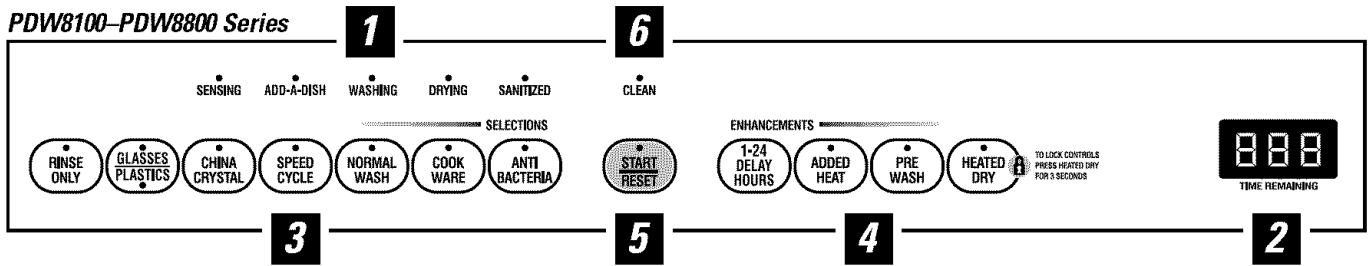 PDW8100–PDW8800 Series
1
6
SENSING ADD-A-DISH WASHING DRYING SANITIZED CLEAN
SELECTIONS ENHANCEMENTS
RINSE ONLY
GLASSES PLASTICS
CHINA CRYSTAL
SPEED CYCLE
NORMAL WASH
COOK WARE
ANTI BACTERIA
START RESET
1-24 DELAY HOURS
ADDED HEAT
PRE WASH
HEATED DRY
TO LOCK CONTROLS
PRESS HEATED DRY
FOR 3 SECONDS
888
TIME REMAINING
3
5
4
2